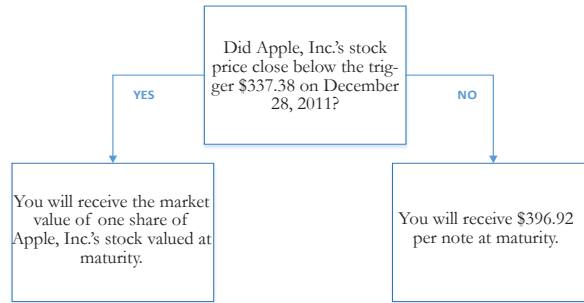 Did Apple, Inc.'s stock
price close below the trig-
ger $337.38 on December
28, 2011?
YES
NO
You will receive the market
value of one share of
Apple, Inc.'s stock valued at
maturity.
You will receive $396.92
per note at maturity.